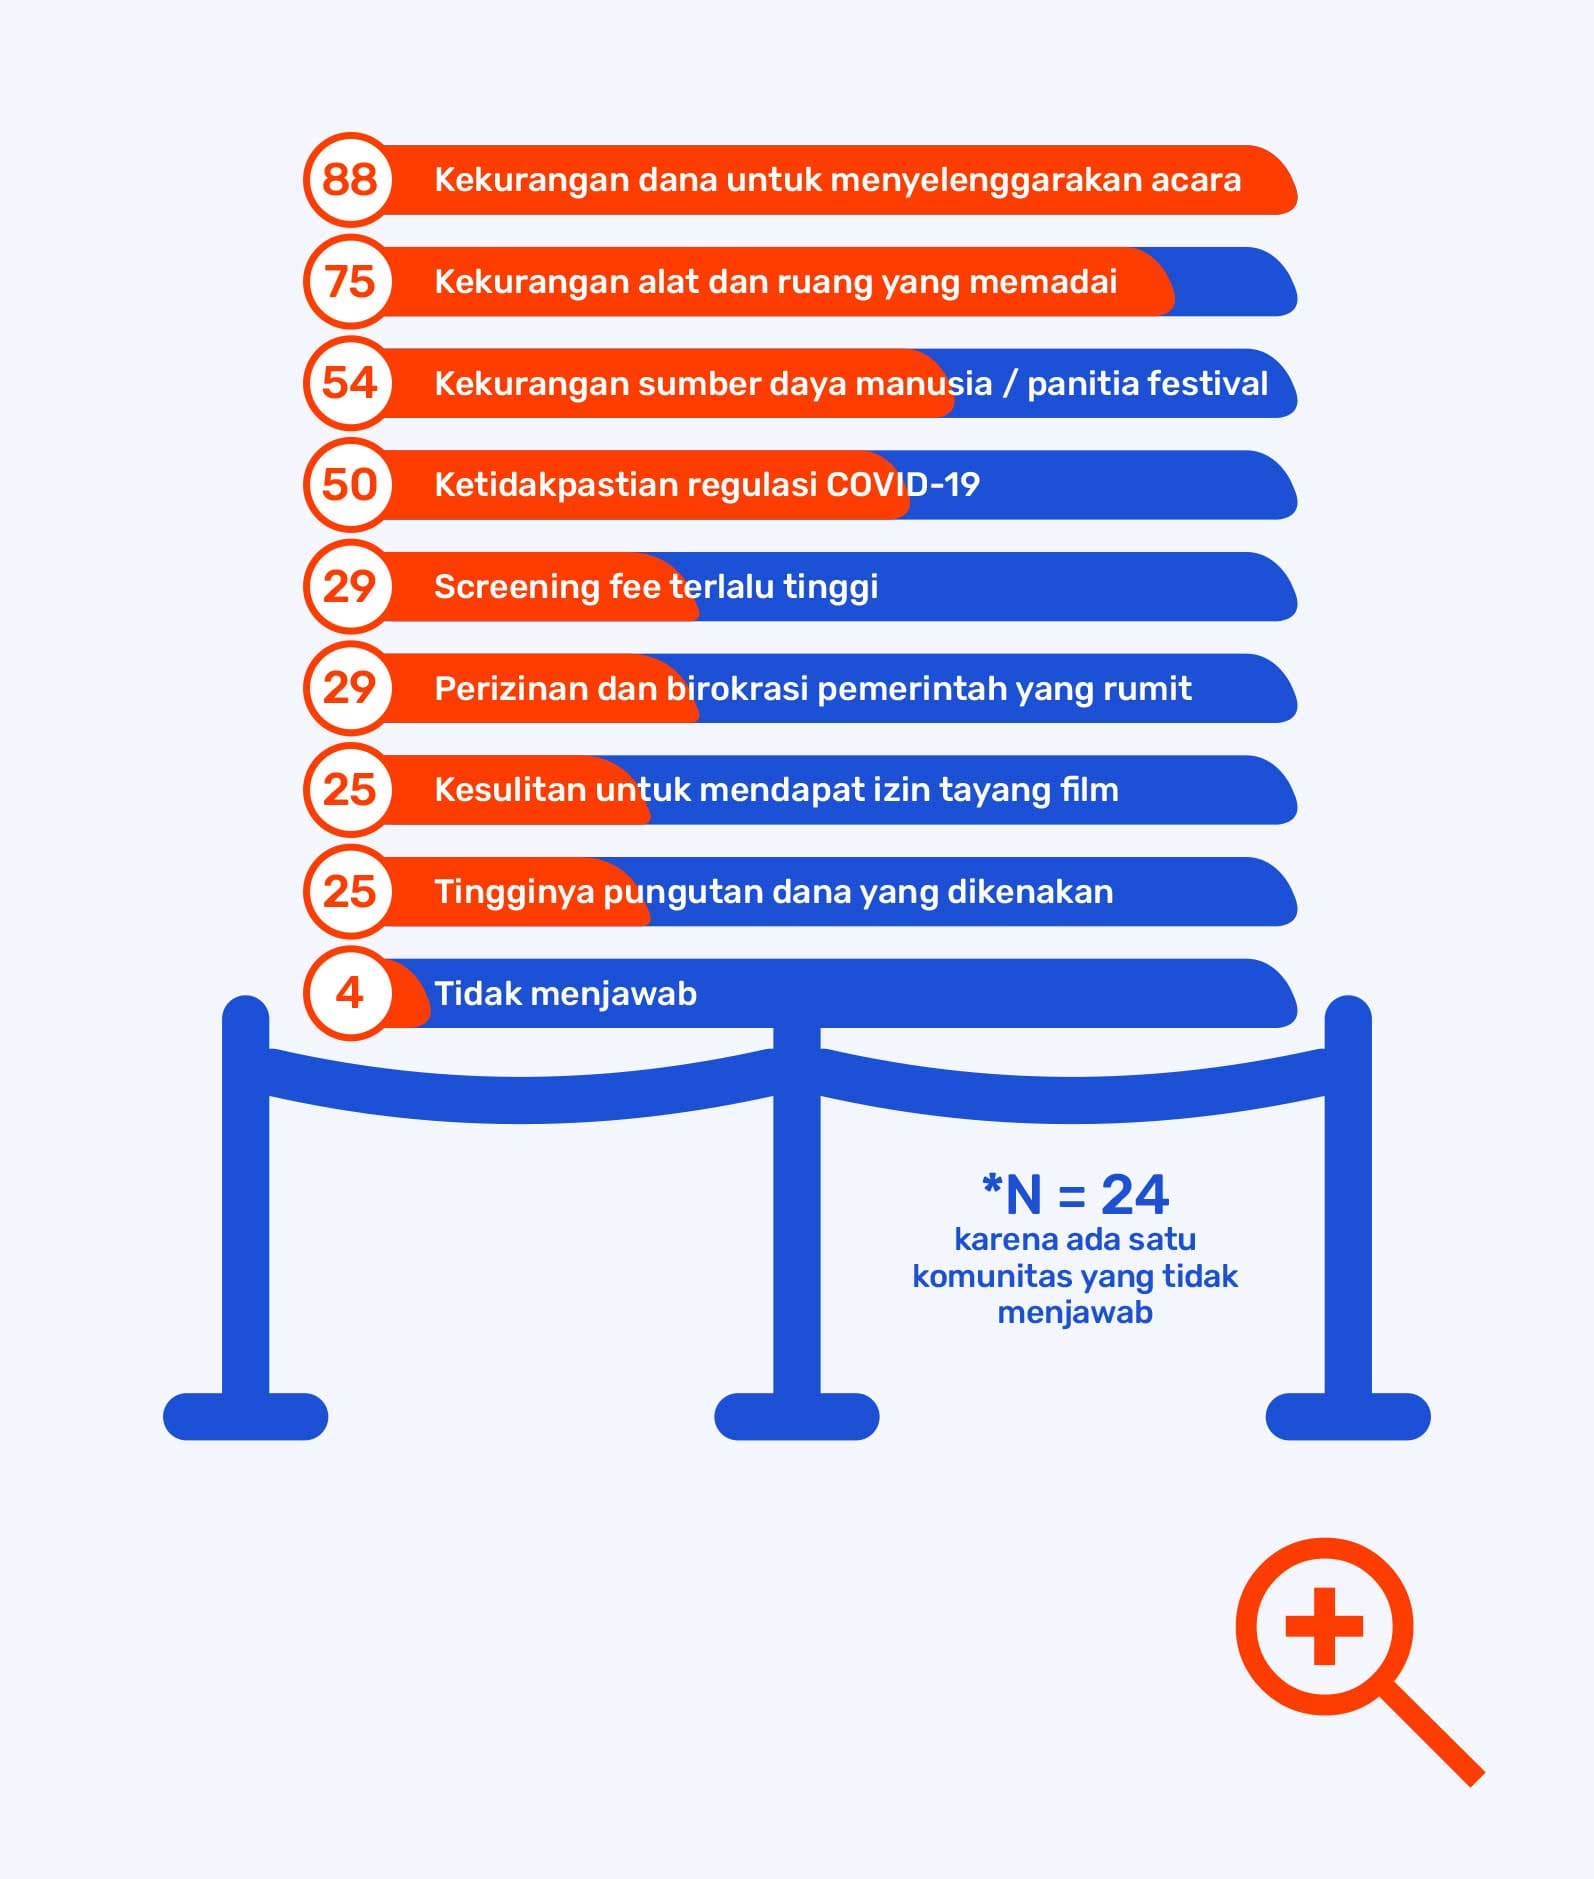 88 Kekurangan dana untuk menyelenggarakan acara
75 Kekurangan alat dan ruang yang memadai
54 Kekurangan sumber daya manusia / panitia festival
50 Ketidakpastian regulasi COVID-19
29 Screening fee terlalu tinggi
29 Perizinan dan birokrasi pemerintah yang rumit
25 Kesulitan untuk mendapat izin tayang film
25 Tingginya pungutan dana yang dikenakan
4 Tidak menjawab
*N = 24
karena ada satu
komunitas yang tidak
menjawab